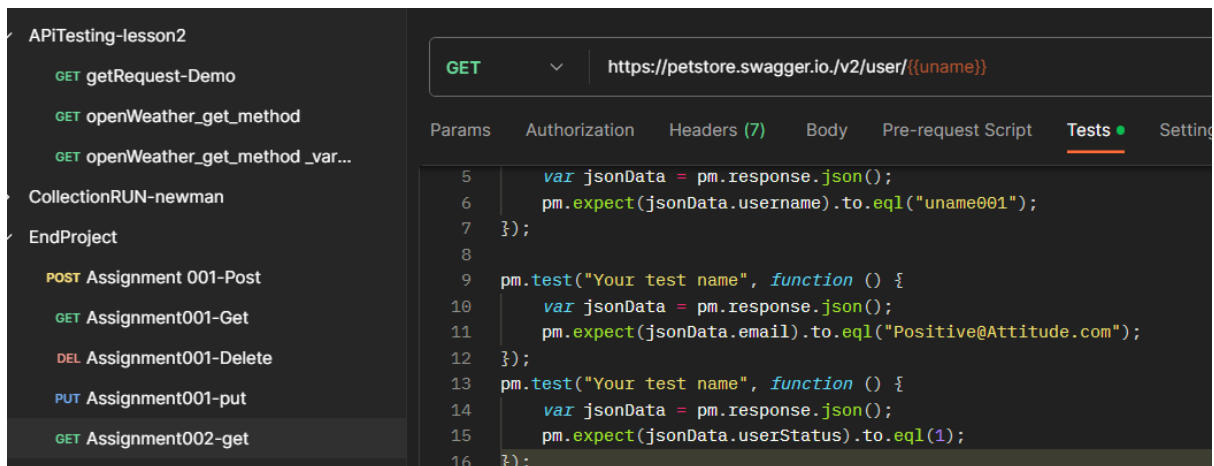 APiTesting-lesson2
GET getRequest-Demo
GET openWeather_get_method
GET openWeather_get_method _var...
CollectionRUN-newman
EndProject
POST Assignment 001-Post
GET Assignment001-Get
DEL Assignment001-Delete
PUT Assignment001-put
GET Assignment002-get
GET https://petstore.swagger.io./v2/user/{{uname}}
Params Authorization Headers (7) Body Pre-request Script Tests Setting
5 var jsonData = pm.response.json();
6 pm.expect(jsonData.username).to.eql("uname001");
7 });
8
9 pm.test("Your test name", function () {
10 var jsonData = pm.response.json();
11 pm.expect(jsonData.email).to.eql("Positive@Attitude.com");
12 });
13 pm.test("Your test name", function () {
14 var jsonData = pm.response.json();
15 pm.expect(jsonData.userStatus).to.eql(1);
16 });